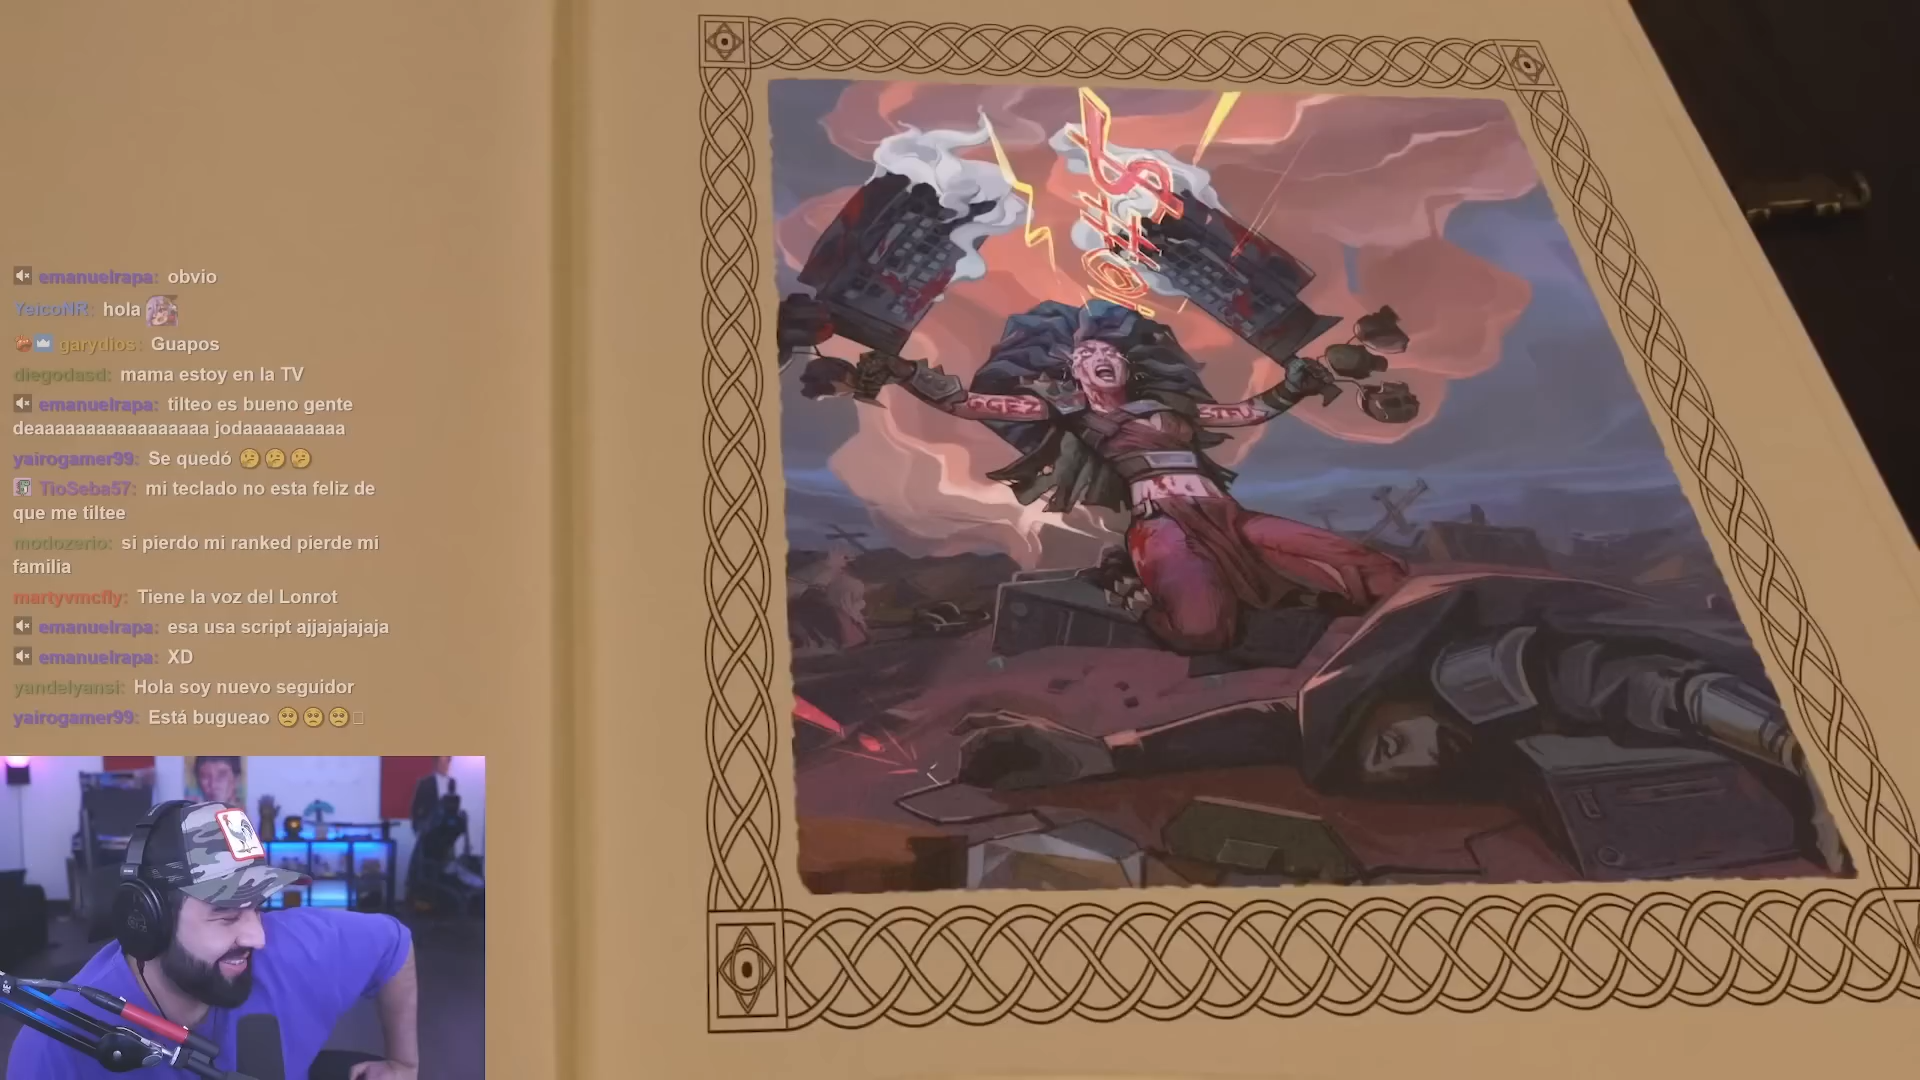 emanuelrapa: obvio
YeicoNR: hola
garydios: Guapos
diegodasd: mama estoy en la TV
emanuelrapa: tilteo es bueno gente
deaaaaaaaaaaaaaaaaa jodaaaaaaaaaa
yairogamer99: Se quedó 🤔 🤔 🤔
TioSeba57: mi teclado no esta feliz de
que me tiltee
modozerio: si pierdo mi ranked pierde mi
familia
martyvmcfly: Tiene la voz del Lonrot
emanuelrapa: esa usa script ajjajajajaja
emanuelrapa: XD
yandelyansi: Hola soy nuevo seguidor
yairogamer99: Está bugueao 🥺 🥺 🥺
GGEZ
STFU